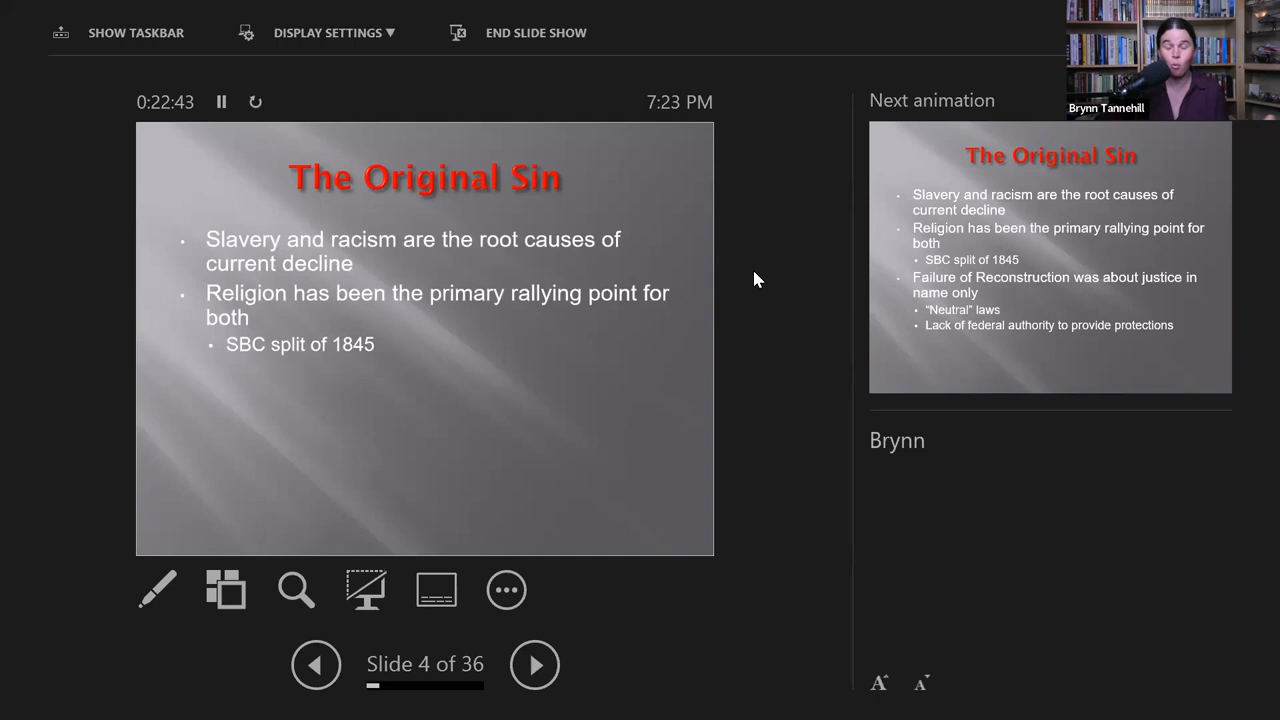 SHOW TASKBAR
DISPLAY SETTINGS ▼
END SLIDE SHOW
Brynn Tannehill
0:22:43
7:23 PM
The Original Sin
• Slavery and racism are the root causes of
current decline
• Religion has been the primary rallying point for
both
• SBC split of 1845
Slide 4 of 36
Next animation
The Original Sin
• Slavery and racism are the root causes of
current decline
• Religion has been the primary rallying point for
both
• SBC split of 1845
• Failure of Reconstruction was about justice in
name only
• “Neutral” laws
• Lack of federal authority to provide protections
Brynn
A A